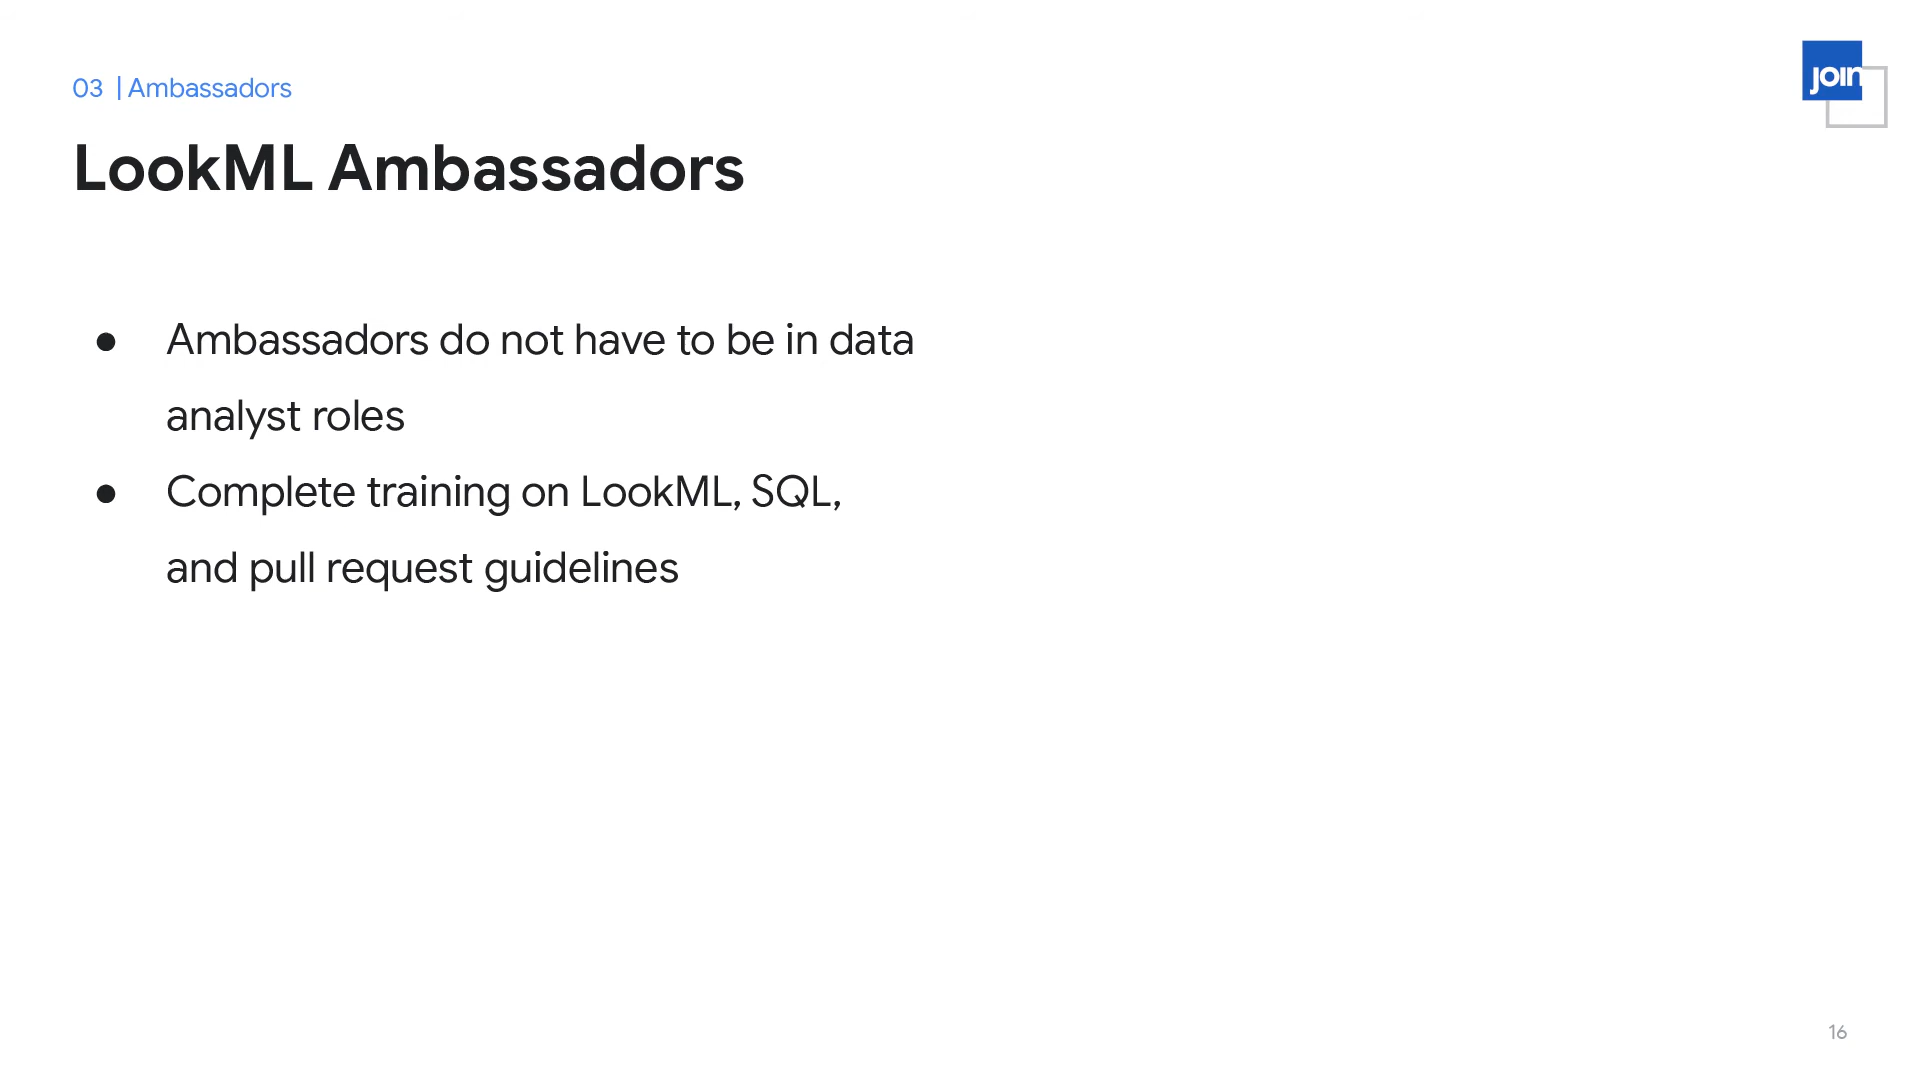 03 | Ambassadors
join
LookML Ambassadors
● Ambassadors do not have to be in data
analyst roles
● Complete training on LookML, SQL,
and pull request guidelines
16